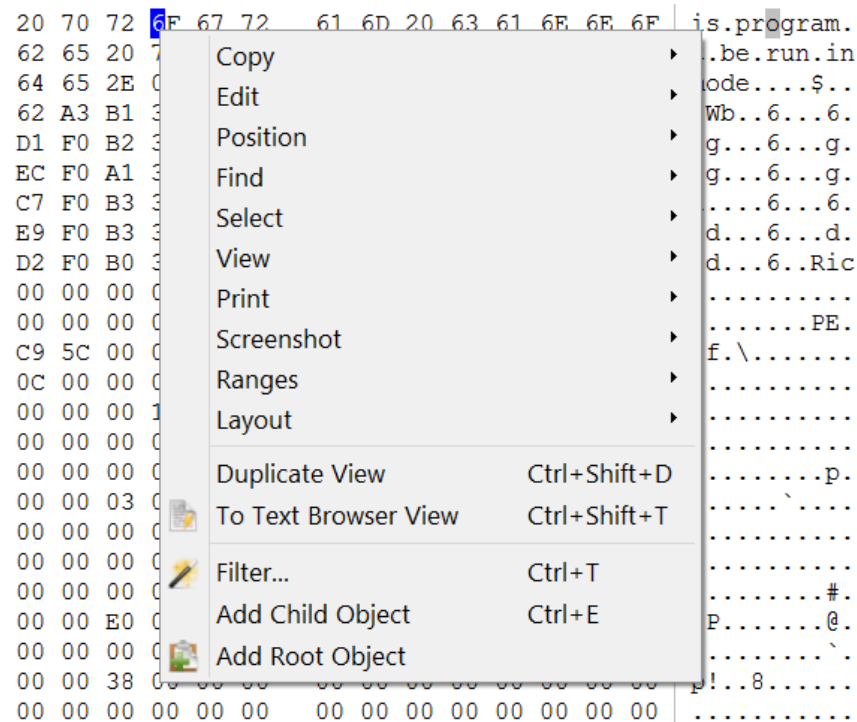 20 70 72 6F 67 72 61 6D 20 63 61 6E 6E 6F is.program.
62 65 20
64 65 2E
62 A3 B1
D1 F0 B2
EC F0 A1
C7 F0 B3
E9 F0 B3
D2 F0 B0
00 00 00
00 00 00
C9 5C 00
0C 00 00
00 00 00
00 00 00
00 00 00
00 00 03
00 00 00
00 00 00
00 00 00
00 00 E0
00 00 00
00 00 38
Copy
Edit
Position
Find
Select
View
Print
Screenshot
Ranges
Layout
Duplicate View Ctrl+Shift+D
To Text Browser View Ctrl+Shift+T
Filter... Ctrl+T
Add Child Object Ctrl+E
Add Root Object
.be.run.in
ode....$..
Wb..6...6.
g...6...g.
g...6...g.
....6...6.
d...6...d.
d...6..Ric
..........
.......PE.
f.\.......
..........
..........
..........
........p.
.....`....
..........
..........
........#.
P.......@.
........`.
p!..8......
00 00 00 00 00 00 00 00 00 00 00 00 00 00 ...........